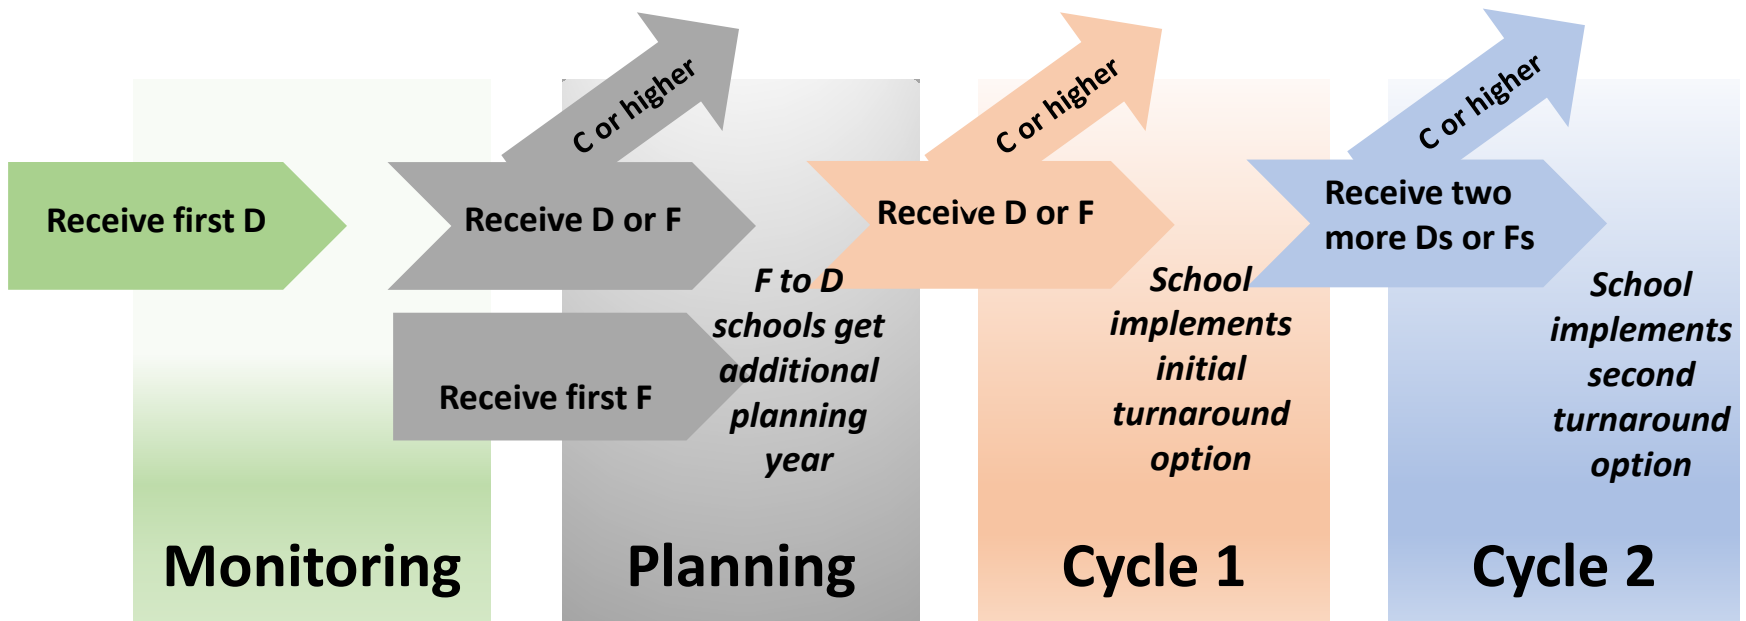 C or higher
C or higher
C or higher
Receive first D
Receive D or F
Receive D or F
Receive two
more Ds or Fs
Receive first F
F to D
schools get
additional
planning
year
School
implements
initial
turnaround
option
School
implements
second
turnaround
option
Monitoring
Planning
Cycle 1
Cycle 2